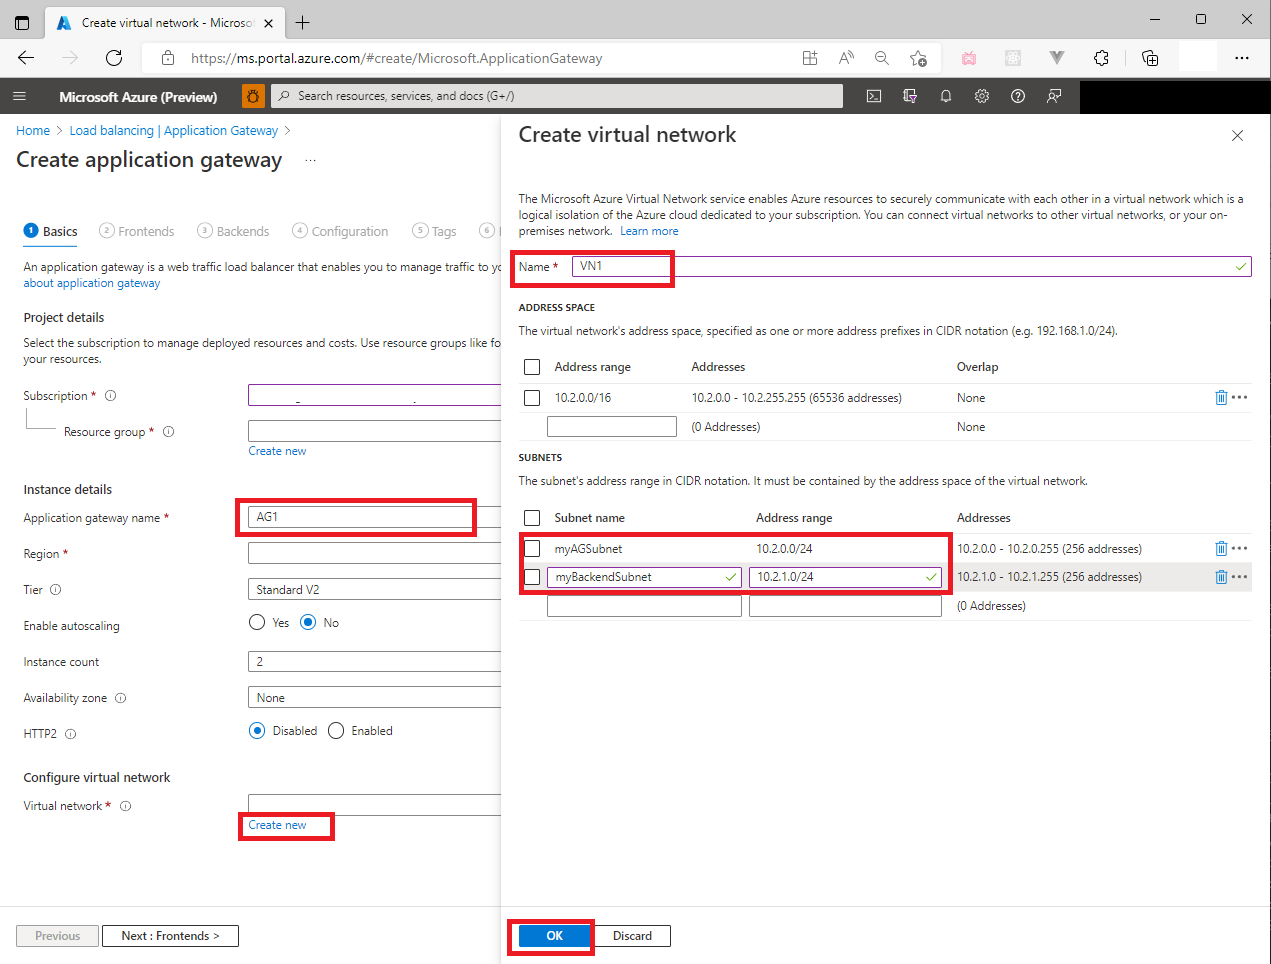 Create virtual network - Microsof
https://ms.portal.azure.com/#create/Microsoft.ApplicationGateway
Microsoft Azure (Preview)
Search resources, services, and docs (G+/)
Home > Load balancing | Application Gateway >
Create application gateway ...
1 Basics 2 Frontends 3 Backends 4 Configuration 5 Tags 6
An application gateway is a web traffic load balancer that enables you to manage traffic to yo
about application gateway
Project details
Select the subscription to manage deployed resources and costs. Use resource groups like fo
your resources.
Subscription *
Resource group *
Create new
Instance details
Application gateway name * AG1
Region *
Tier Standard V2
Enable autoscaling Yes No
Instance count 2
Availability zone None
HTTP2 Disabled Enabled
Configure virtual network
Virtual network *
Create new
Previous Next : Frontends >
Create virtual network
The Microsoft Azure Virtual Network service enables Azure resources to securely communicate with each other in a virtual network which is a
logical isolation of the Azure cloud dedicated to your subscription. You can connect virtual networks to other virtual networks, or your on-
premises network. Learn more
Name * VN1
ADDRESS SPACE
The virtual network's address space, specified as one or more address prefixes in CIDR notation (e.g. 192.168.1.0/24).
Address range Addresses Overlap
10.2.0.0/16 10.2.0.0 - 10.2.255.255 (65536 addresses) None
(0 Addresses) None
SUBNETS
The subnet's address range in CIDR notation. It must be contained by the address space of the virtual network.
Subnet name Address range Addresses
myAGSubnet 10.2.0.0/24 10.2.0.0 - 10.2.0.255 (256 addresses)
myBackendSubnet 10.2.1.0/24 10.2.1.0 - 10.2.1.255 (256 addresses)
(0 Addresses)
OK Discard